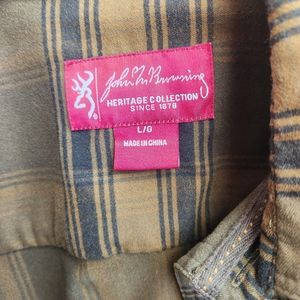 John M. Browning
HERITAGE COLLECTION
SINCE 1878
L/G
MADE IN CHINA